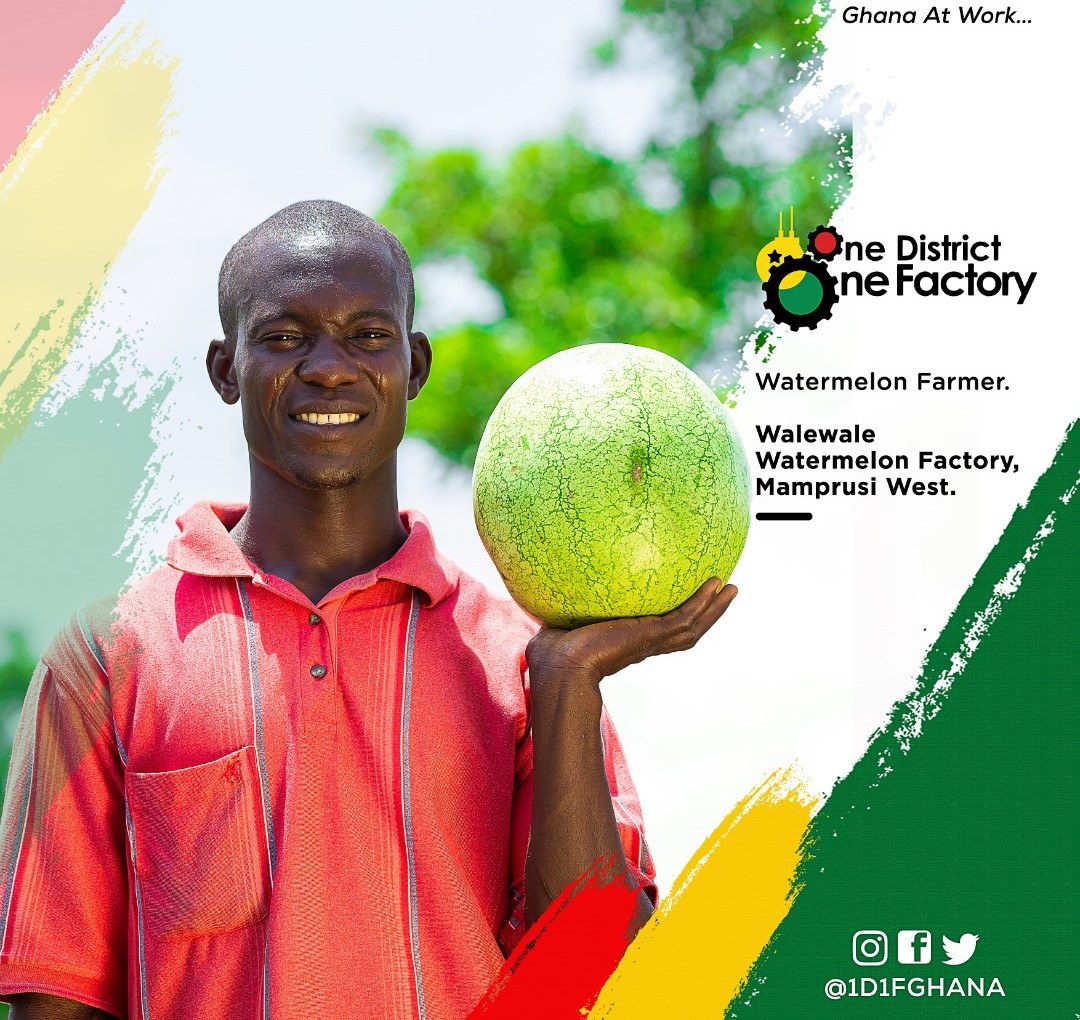 Ghana At Work...
One District
One Factory
Watermelon Farmer.
Walewale
Watermelon Factory,
Mamprusi West.
@1D1FGHANA